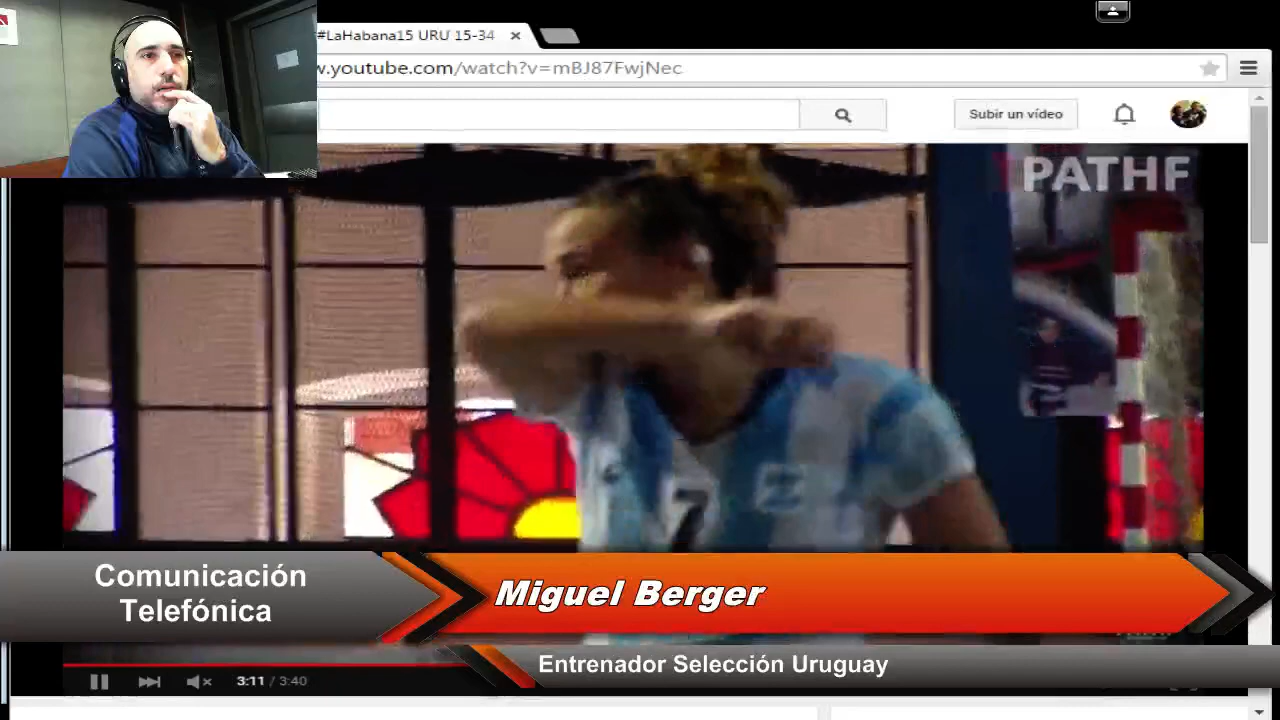 #LaHabana15 URU 15-34
w.youtube.com/watch?v=mBJ87FwjNec
Subir un vídeo
PATHF
7
Comunicación
Telefónica
Miguel Berger
Entrenador Selección Uruguay
3:11 / 3:40